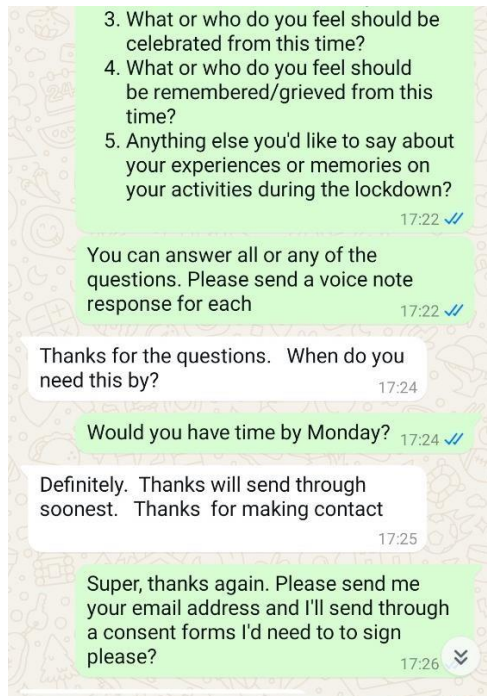 3. What or who do you feel should be
celebrated from this time?
4. What or who do you feel should
be remembered/grieved from this
time?
5. Anything else you'd like to say about
your experiences or memories on
your activities during the lockdown?
17:22
You can answer all or any of the
questions. Please send a voice note
response for each
17:22
Thanks for the questions. When do you
need this by?
17:24
Would you have time by Monday? 17:24
Definitely. Thanks will send through
soonest. Thanks for making contact
17:25
Super, thanks again. Please send me
your email address and I'll send through
a consent forms I'd need to to sign
please?
17:26